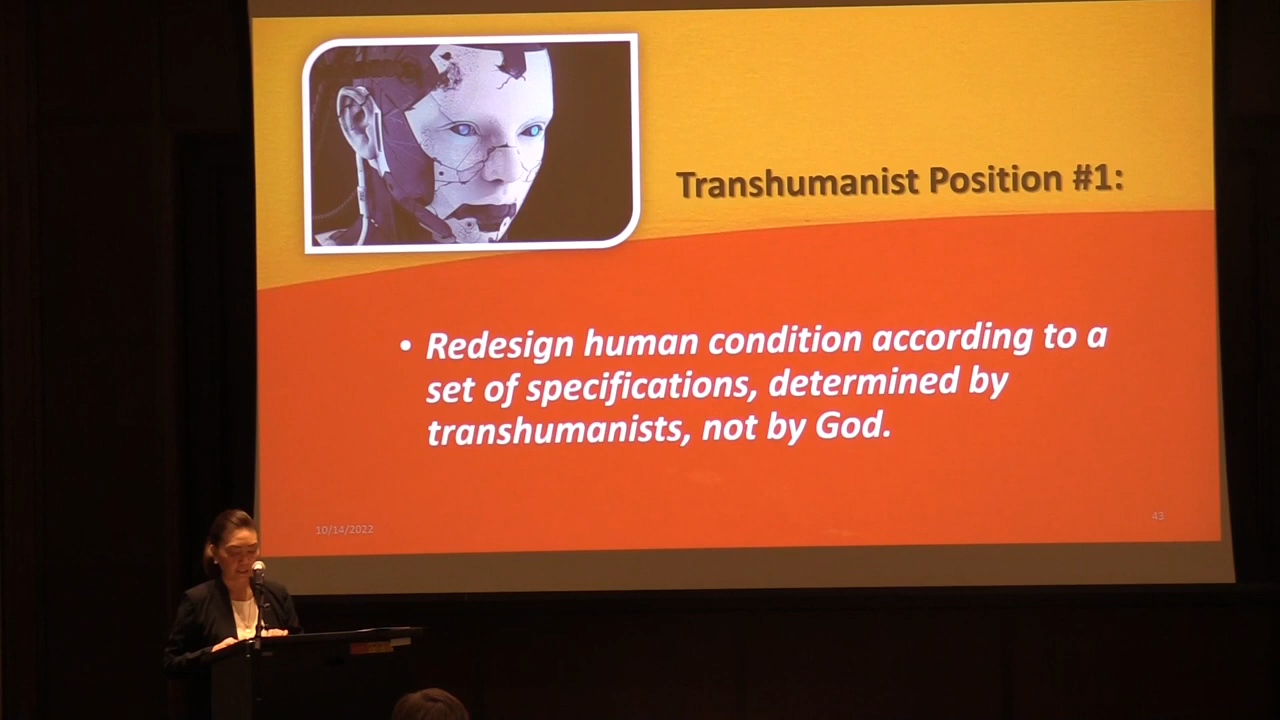 Transhumanist Position #1:
• Redesign human condition according to a
set of specifications, determined by
transhumanists, not by God.
10/14/2022
43